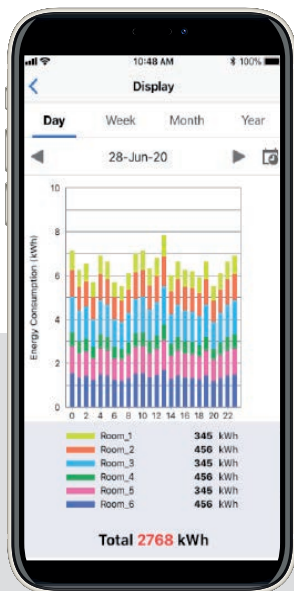 10:48 AM 100%
Display
Day Week Month Year
28-Jun-20
Energy Consumption (kWh)
10
8
6
4
2
0
0 2 4 6 8 10 12 14 16 18 20 22
Room_1 345 kWh
Room_2 456 kWh
Room_3 345 kWh
Room_4 456 kWh
Room_5 345 kWh
Room_6 456 kWh
Total 2768 kWh